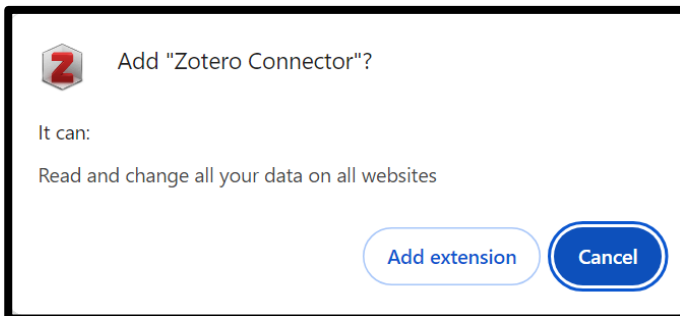 Z
Add "Zotero Connector"?
It can:
Read and change all your data on all websites
Add extension
Cancel